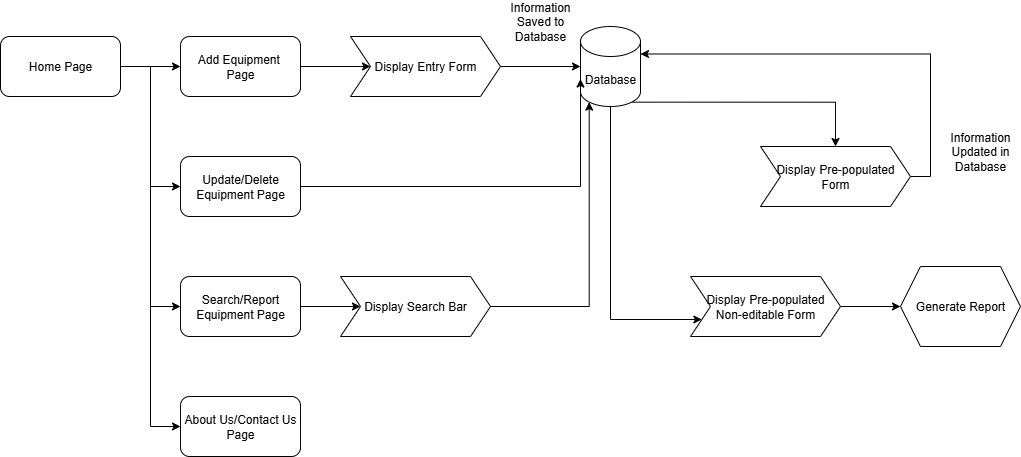 Information
Saved to
Database
Home Page
Add Equipment
Page
Display Entry Form
Database
Information
Updated in
Database
Update/Delete
Equipment Page
Display Pre-populated
Form
Search/Report
Equipment Page
Display Search Bar
Display Pre-populated
Non-editable Form
Generate Report
About Us/Contact Us
Page